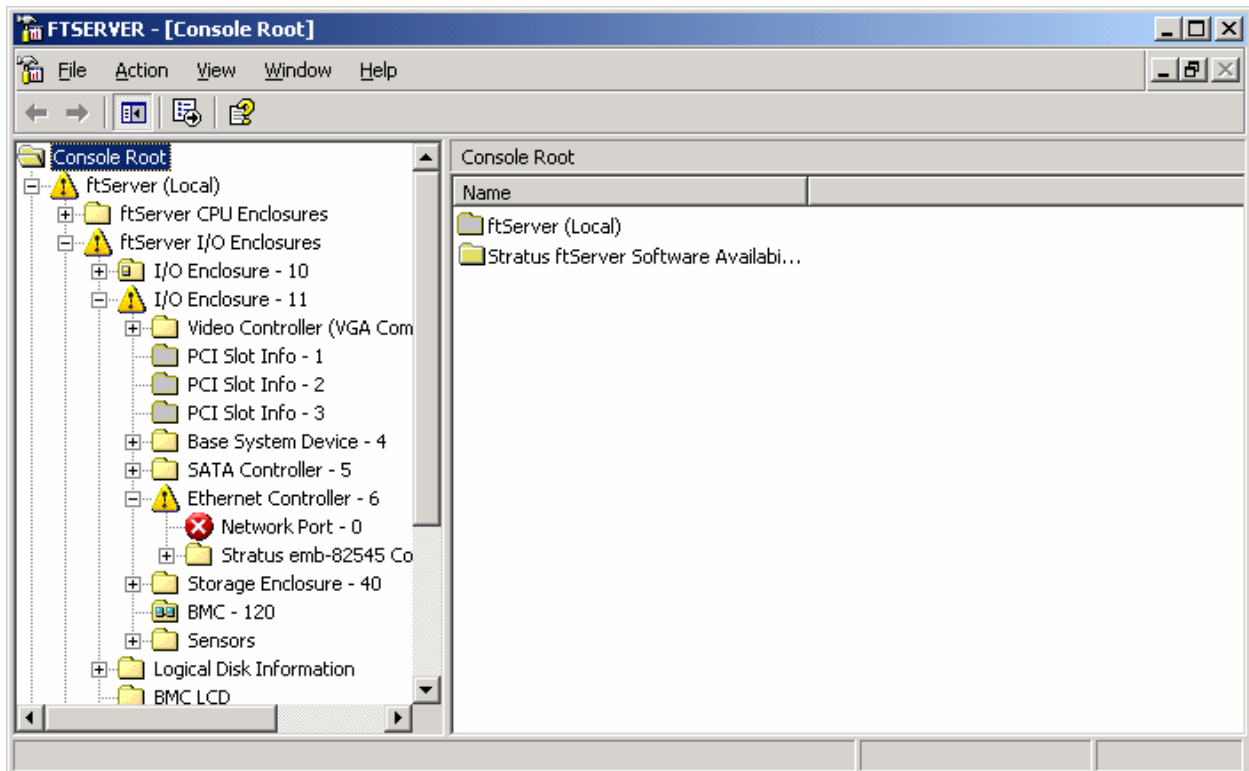 FTSERVER - [Console Root]
File Action View Window Help
Console Root
ftServer (Local)
ftServer CPU Enclosures
ftServer I/O Enclosures
I/O Enclosure - 10
I/O Enclosure - 11
Video Controller (VGA Com
PCI Slot Info - 1
PCI Slot Info - 2
PCI Slot Info - 3
Base System Device - 4
SATA Controller - 5
Ethernet Controller - 6
Network Port - 0
Stratus emb-82545 Co
Storage Enclosure - 40
BMC - 120
Sensors
Logical Disk Information
BMC LCD
Console Root
Name
ftServer (Local)
Stratus ftServer Software Availabi...